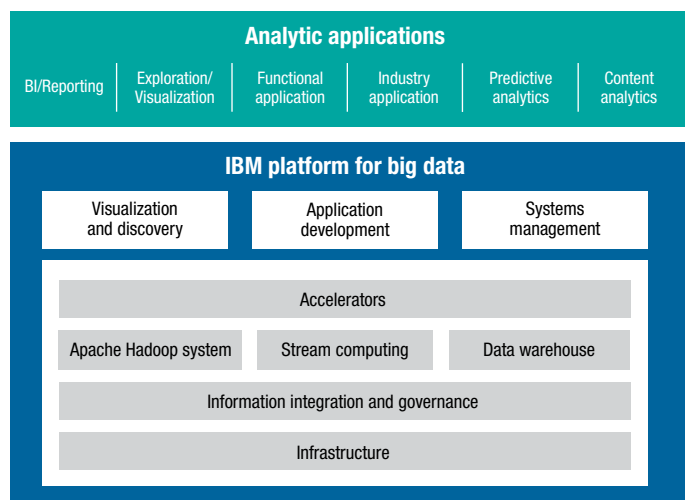 Analytic applications
BI/Reporting
Exploration/
Visualization
Functional
application
Industry
application
Predictive
analytics
Content
analytics
IBM platform for big data
Visualization
and discovery
Application
development
Systems
management
Accelerators
Apache Hadoop system
Stream computing
Data warehouse
Information integration and governance
Infrastructure